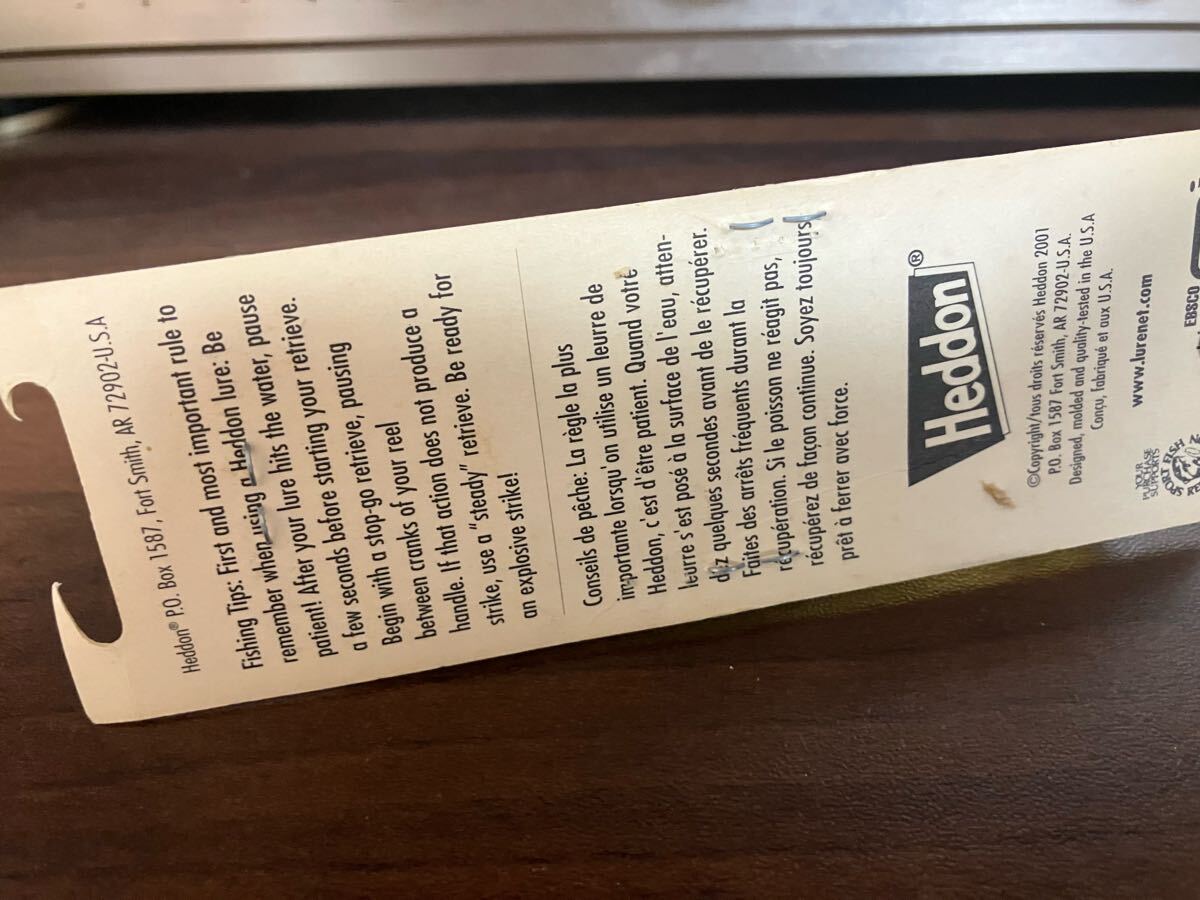 Heddon® P.O. Box 1587, Fort Smith, AR 72902-U.S.A
Fishing Tips: First and most important rule to
remember when using a Heddon lure: Be
patient! After your lure hits the water, pause
a few seconds before starting your retrieve.
Begin with a stop-go retrieve, pausing
between cranks of your reel
handle. If that action does not produce a
strike, use a "steady" retrieve. Be ready for
an explosive strike!
Conseils de pêche: La règle la plus
importante lorsqu'on utilise un leurre de
Heddon, c'est d'être patient. Quand votre
leurre s'est posé à la surface de l'eau, atten-
dez quelques secondes avant de le récupérer.
Faites des arrêts fréquents durant la
récupération. Si le poisson ne réagit pas,
récupérez de façon continue. Soyez toujours
prêt à ferrer avec force.
Heddon®
©Copyright/tous droits réservés Heddon 2001
P.O. Box 1587 Fort Smith, AR 72902-U.S.A.
Designed, molded and quality-tested in the U.S.A
Conçu, fabriqué et aux U.S.A.
www.lurenet.com
YOUR
PURCHASE
SUPPORTS
SPORT FISH
EBSCO